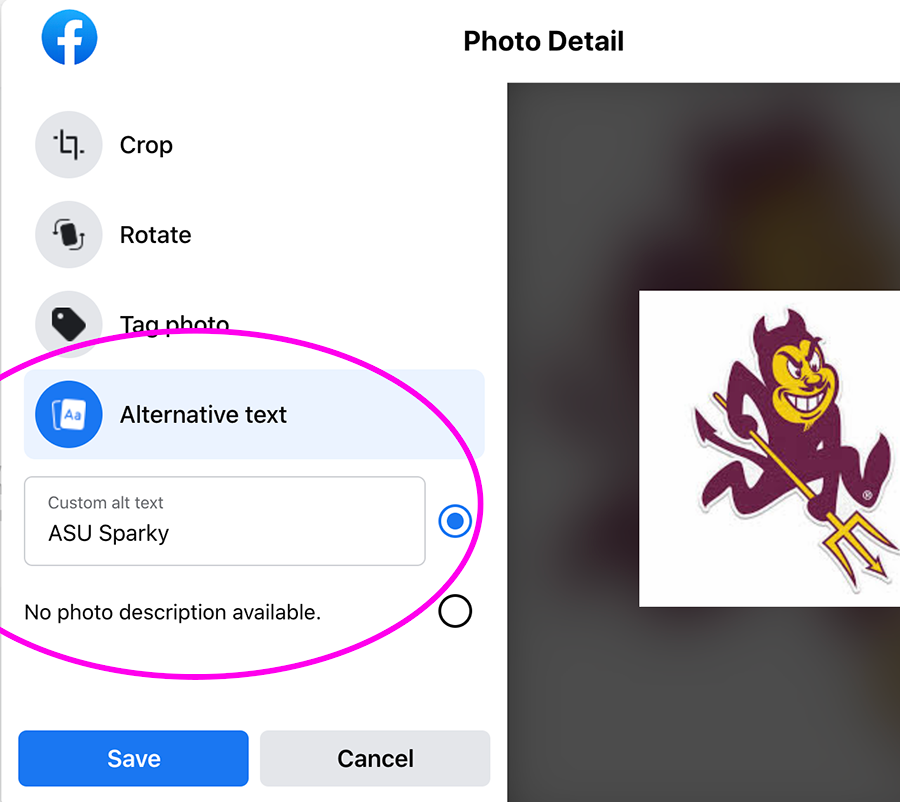 Photo Detail
Crop
Rotate
Tag photo
Aa
Alternative text
Custom alt text
ASU Sparky
No photo description available.
Save
Cancel
®